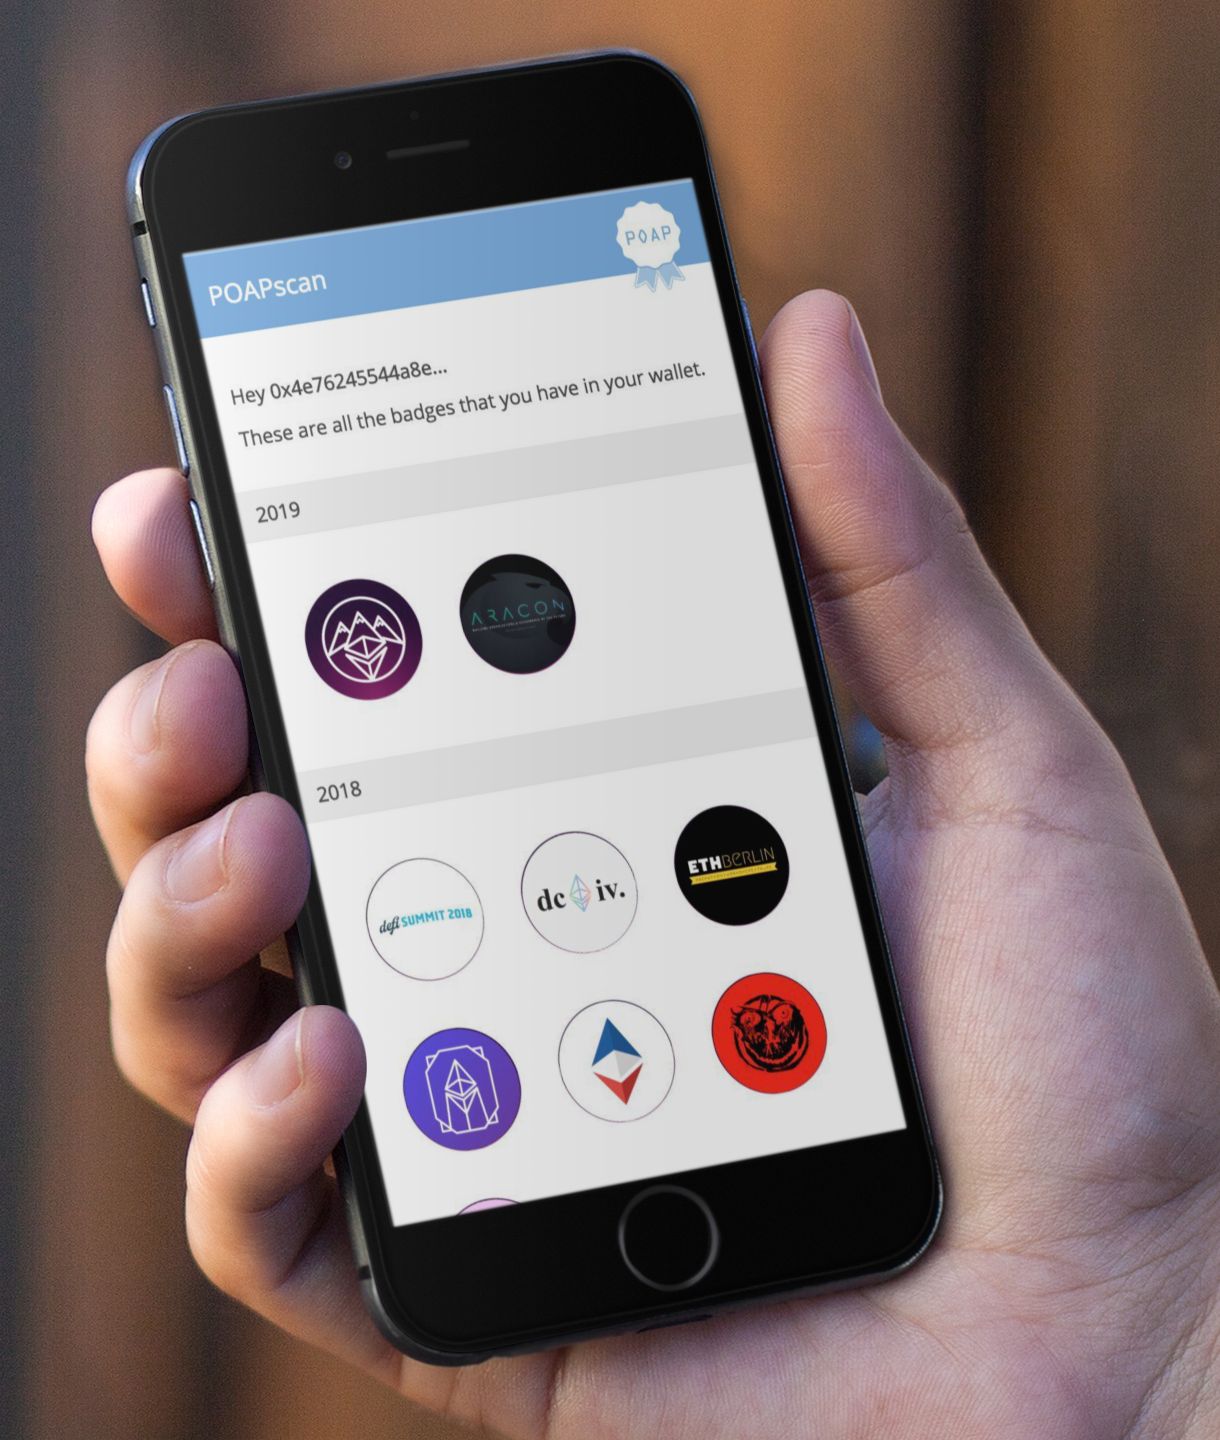 POAP
POAPscan
Hey 0x4e76245544a8e...
These are all the badges that you have in your wallet.
2019
ARACON
2018
defi SUMMIT 2018
dc iv.
ETHBERLIN